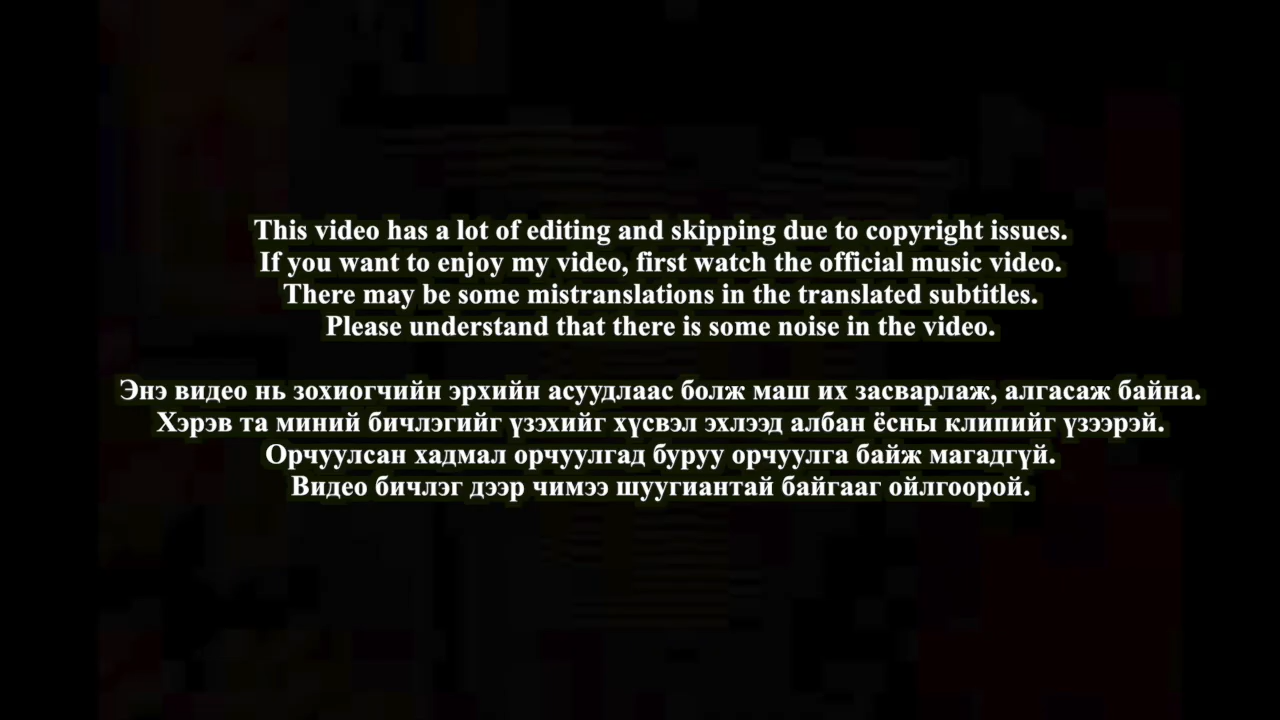 This video has a lot of editing and skipping due to copyright issues.
If you want to enjoy my video, first watch the official music video.
There may be some mistranslations in the translated subtitles.
Please understand that there is some noise in the video.
Энэ видео нь зохиогчийн эрхийн асуудлаас болж маш их засварлаж, алгасаж байна.
Хэрэв та миний бичлэгийг үзэхийг хүсвэл эхлээд албан ёсны клипийг үзээрэй.
Орчуулсан хадмал орчуулгад буруу орчуулга байж магадгүй.
Видео бичлэг дээр чимээ шуугиантай байгааг ойлгоорой.